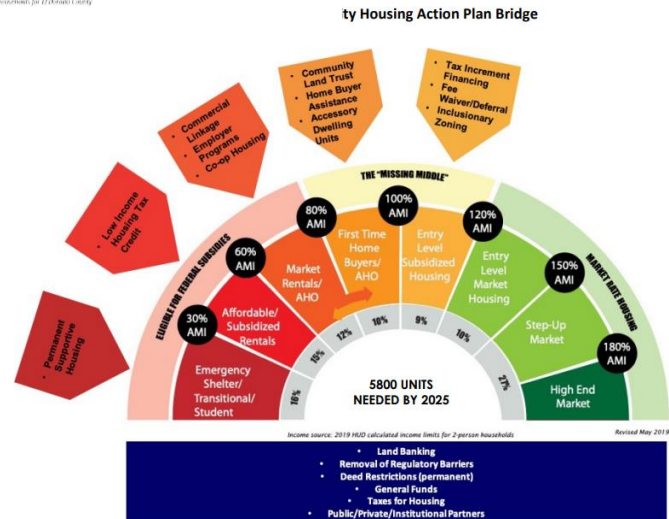 ouseholds for El Dorado County
ty Housing Action Plan Bridge
• Community
Land Trust
• Home Buyer
Assistance
• Accessory
Dwelling
Units
• Tax Increment
Financing
• Fee
Waiver/Deferral
• Inclusionary
Zoning
• Commercial
Linkage
• Employer
Programs
• Co-op Housing
• Low Income
Housing Tax
Credit
• Permanent
Supportive
Housing
ELIGIBLE FOR FEDERAL SUBSIDIES
THE "MISSING MIDDLE"
MARKET RATE HOUSING
30%
AMI
60%
AMI
80%
AMI
100%
AMI
120%
AMI
150%
AMI
180%
AMI
Emergency
Shelter/
Transitional/
Student
Affordable/
Subsidized
Rentals
Market
Rentals/
AHO
First Time
Home
Buyers/
AHO
Entry
Level
Subsidized
Housing
Entry
Level
Market
Housing
Step-Up
Market
High End
Market
16%
15%
12%
10%
9%
10%
27%
5800 UNITS
NEEDED BY 2025
Income source: 2019 HUD calculated income limits for 2-person households
Revised May 2019
• Land Banking
• Removal of Regulatory Barriers
• Deed Restrictions (permanent)
• General Funds
• Taxes for Housing
• Public/Private/Institutional Partners